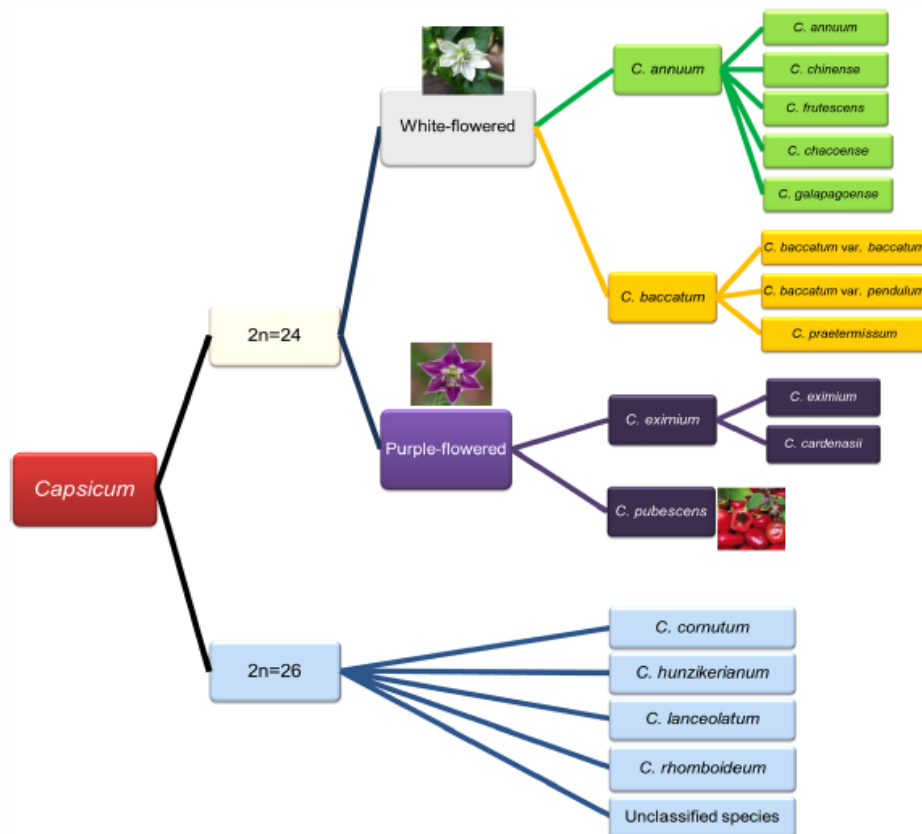 C. annuum
C. annuum
C. chinense
White-flowered
C. frutescens
C. chacoense
C. galapagoense
C. baccatum var. baccatum
C. baccatum
C. baccatum var. pendulum
C. praetermissum
2n=24
C. eximium
C. eximium
Purple-flowered
C. cardenasii
Capsicum
C. pubescens
C. cornutum
2n=26
C. hunzikerianum
C. lanceolatum
C. rhomboideum
Unclassified species